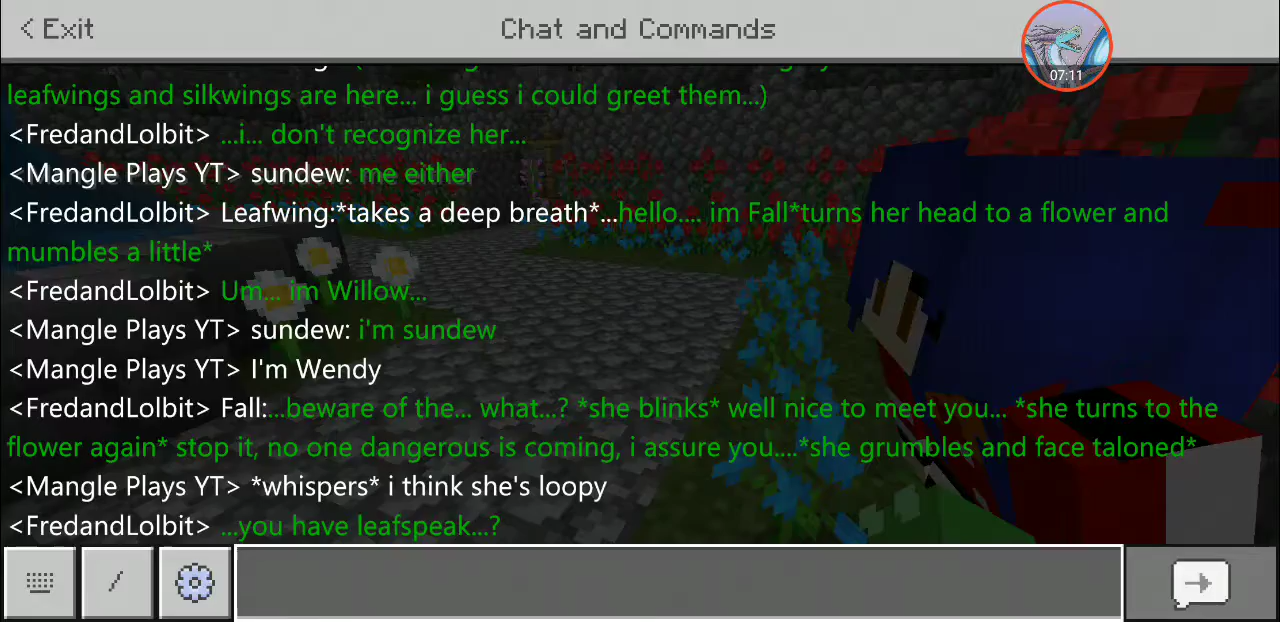 < Exit
Chat and Commands
07:11
leafwings and silkwings are here... i guess i could greet them...)
<FredandLolbit> ...i... don't recognize her...
<Mangle Plays YT> sundew: me either
<FredandLolbit> Leafwing:*takes a deep breath*...hello.... im Fall*turns her head to a flower and
mumbles a little*
<FredandLolbit> Um... im Willow...
<Mangle Plays YT> sundew: i'm sundew
<Mangle Plays YT> I'm Wendy
<FredandLolbit> Fall:...beware of the... what...? *she blinks* well nice to meet you... *she turns to the
flower again* stop it, no one dangerous is coming, i assure you....*she grumbles and face taloned*
<Mangle Plays YT> *whispers* i think she's loopy
<FredandLolbit> ...you have leafspeak...?
/